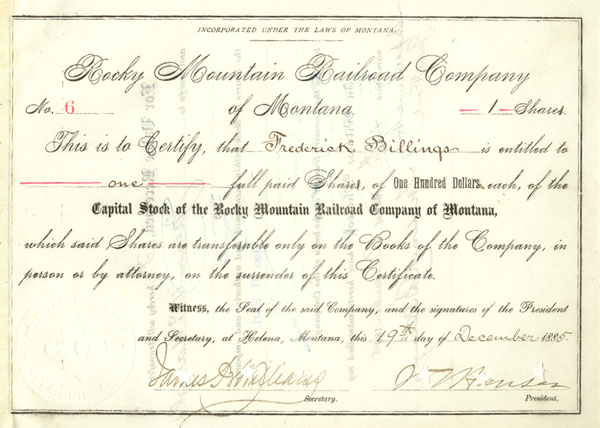 INCORPORATED UNDER THE LAWS OF MONTANA.
Rocky Mountain Railroad Company
No. 6 of Montana. 1 Shares.
This is to Certify, that Frederick Billings is entitled to
one full paid Shares, of One Hundred Dollars each, of the
Capital Stock of the Rocky Mountain Railroad Company of Montana,
which said Shares are transferable only on the Books of the Company, in
person or by attorney, on the surrender of this Certificate.
Witness, the Seal of the said Company, and the signatures of the President
and Secretary, at Helena, Montana, this 19th day of December 1885.
Secretary. President.